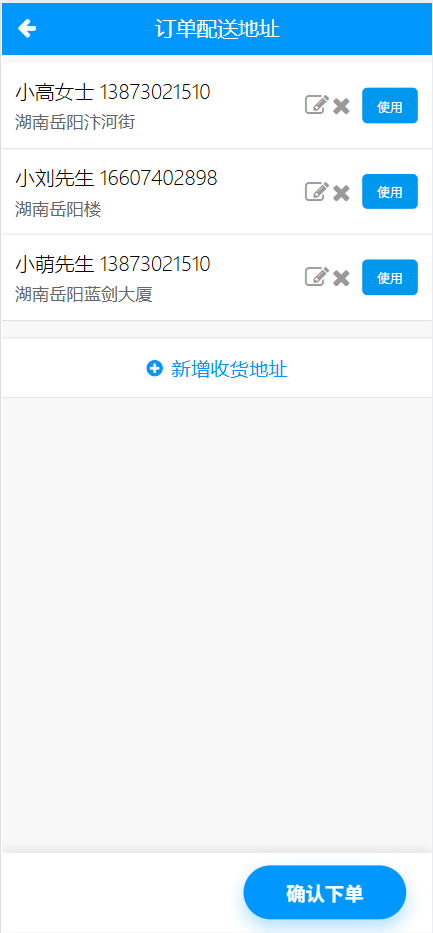 订单配送地址
小高女士 13873021510
湖南岳阳汴河街
使用
小刘先生 16607402898
湖南岳阳楼
使用
小萌先生 13873021510
湖南岳阳蓝剑大厦
使用
新增收货地址
确认下单